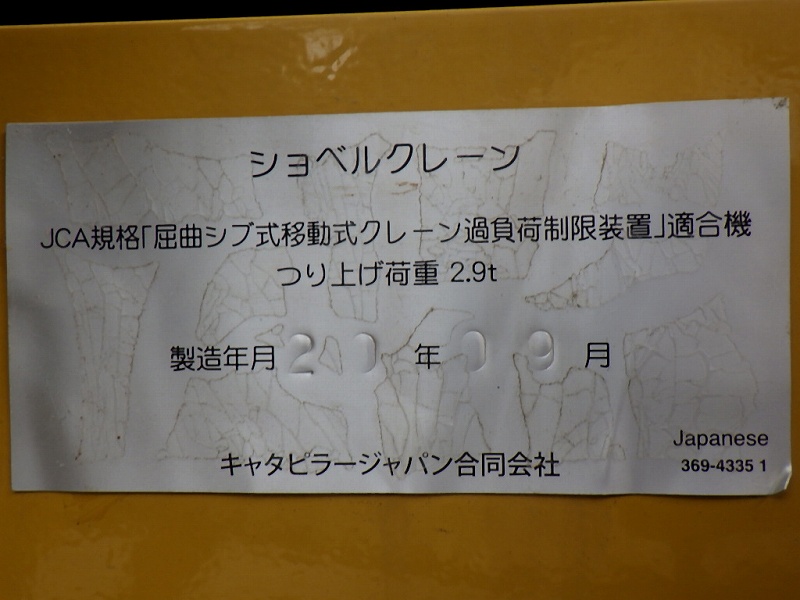 ショベルクレーン
JCA規格「屈曲シブ式移動式クレーン過負荷制限装置」適合機
つり上げ荷重 2.9t
製造年月 20 年 09 月
キャタピラージャパン合同会社
Japanese
369-4335 1